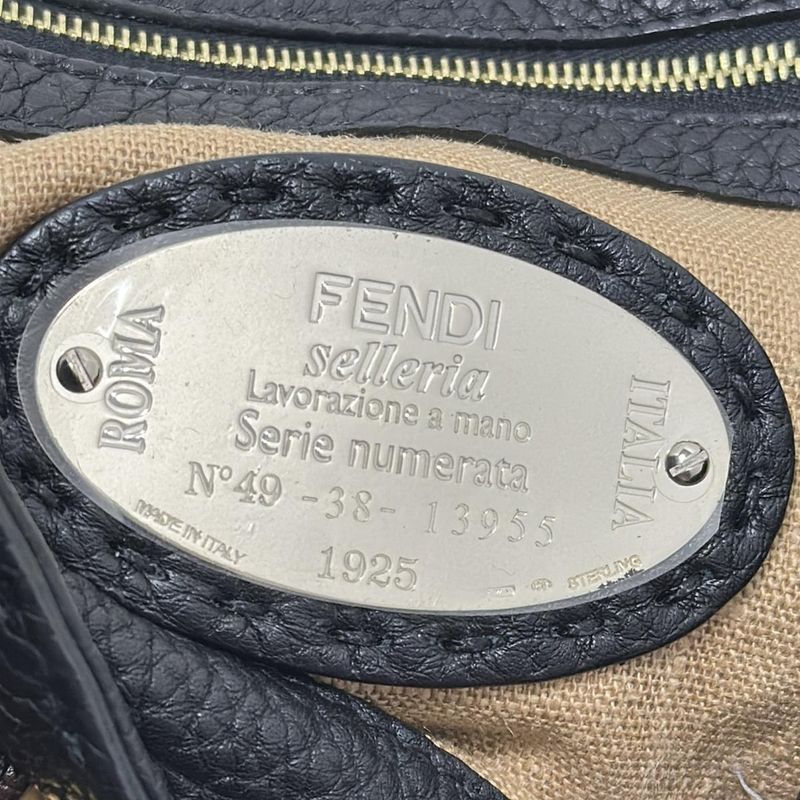 FENDI
selleria
Lavorazione a mano
Serie numerata
N° 49 -38- 13955
1925
ROMA
ITALIA
MADE IN ITALY
STERLING